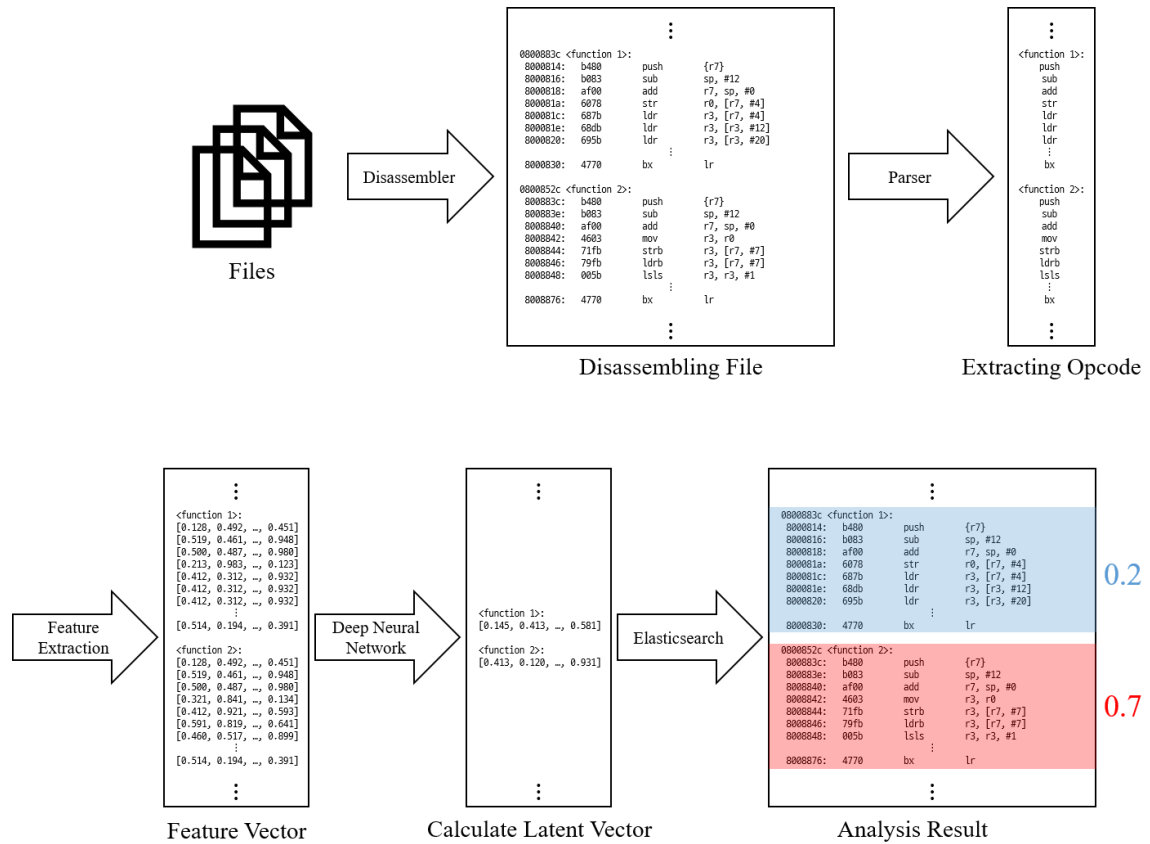 Files
Disassembler
⋮
0800883c <function 1>:
8000814: b480 push {r7}
8000816: b083 sub sp, #12
8000818: af00 add r7, sp, #0
800081a: 6078 str r0, [r7, #4]
800081c: 687b ldr r3, [r7, #4]
800081e: 68db ldr r3, [r3, #12]
8000820: 695b ldr r3, [r3, #20]
⋮
8000830: 4770 bx lr
0800852c <function 2>:
800883c: b480 push {r7}
800883e: b083 sub sp, #12
8008840: af00 add r7, sp, #0
8008842: 4603 mov r3, r0
8008844: 71fb strb r3, [r7, #7]
8008846: 79fb ldrb r3, [r7, #7]
8008848: 005b lsls r3, r3, #1
⋮
8008876: 4770 bx lr
⋮
Disassembling File
Parser
⋮
<function 1>:
push
sub
add
str
ldr
ldr
ldr
⋮
bx
<function 2>:
push
sub
add
mov
strb
ldrb
lsls
⋮
bx
⋮
Extracting Opcode
Feature
Extraction
⋮
<function 1>:
[0.128, 0.492, …, 0.451]
[0.519, 0.461, …, 0.948]
[0.500, 0.487, …, 0.980]
[0.213, 0.983, …, 0.123]
[0.412, 0.312, …, 0.932]
[0.412, 0.312, …, 0.932]
[0.412, 0.312, …, 0.932]
⋮
[0.514, 0.194, …, 0.391]
<function 2>:
[0.128, 0.492, …, 0.451]
[0.519, 0.461, …, 0.948]
[0.500, 0.487, …, 0.980]
[0.321, 0.841, …, 0.134]
[0.412, 0.921, …, 0.593]
[0.591, 0.819, …, 0.641]
[0.460, 0.517, …, 0.899]
⋮
[0.514, 0.194, …, 0.391]
⋮
Feature Vector
Deep Neural
Network
⋮
<function 1>:
[0.145, 0.413, …, 0.581]
<function 2>:
[0.413, 0.120, …, 0.931]
⋮
Calculate Latent Vector
Elasticsearch
⋮
0800883c <function 1>:
8000814: b480 push {r7}
8000816: b083 sub sp, #12
8000818: af00 add r7, sp, #0
800081a: 6078 str r0, [r7, #4]
800081c: 687b ldr r3, [r7, #4]
800081e: 68db ldr r3, [r3, #12]
8000820: 695b ldr r3, [r3, #20]
⋮
8000830: 4770 bx lr
0.2
0800852c <function 2>:
800883c: b480 push {r7}
800883e: b083 sub sp, #12
8008840: af00 add r7, sp, #0
8008842: 4603 mov r3, r0
8008844: 71fb strb r3, [r7, #7]
8008846: 79fb ldrb r3, [r7, #7]
8008848: 005b lsls r3, r3, #1
⋮
8008876: 4770 bx lr
0.7
⋮
Analysis Result